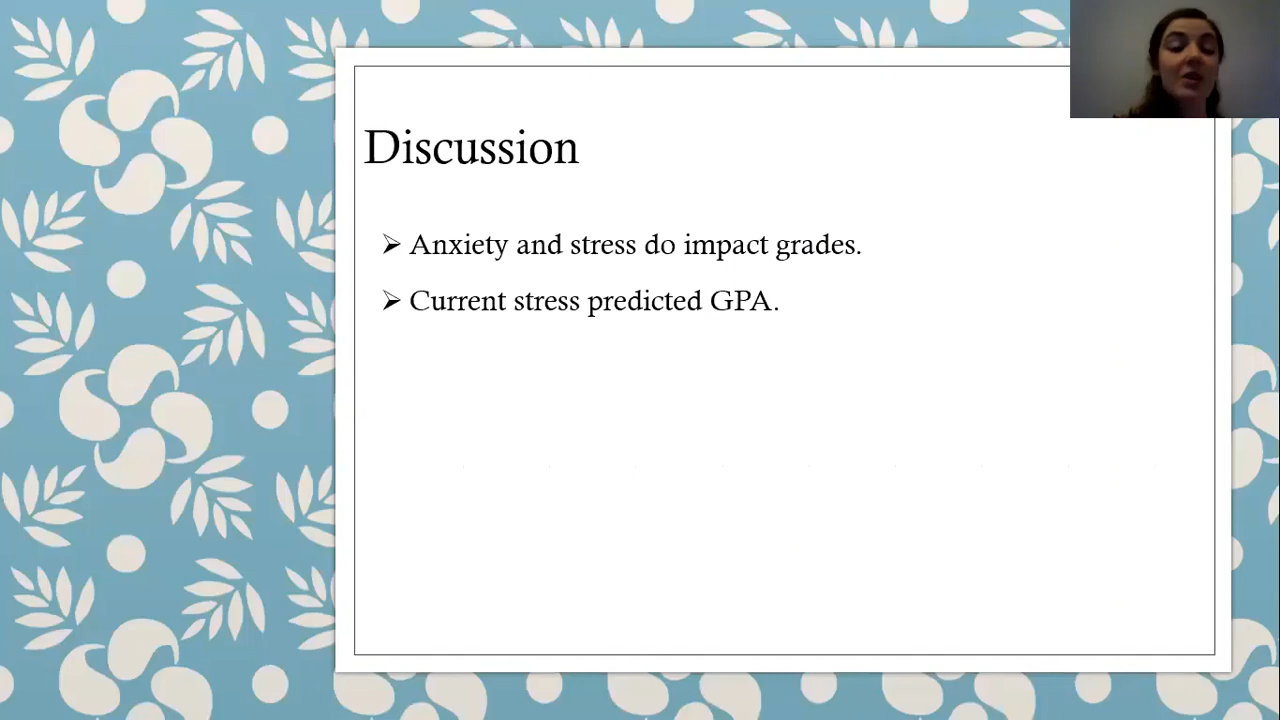 Discussion
➢ Anxiety and stress do impact grades.
➢ Current stress predicted GPA.